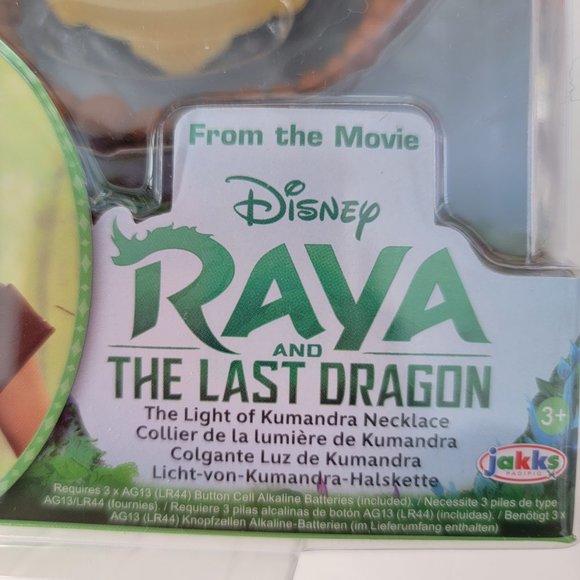 From the Movie
Disney
RAYA
AND
THE LAST DRAGON
The Light of Kumandra Necklace
Collier de la lumière de Kumandra
Colgante Luz de Kumandra
Licht-von-Kumandra-Halskette
3+
jakks
PACIFIC
Requires 3 x AG13 (LR44) Button Cell Alkaline Batteries (included). / Necessite 3 piles de type
AG13/LR44 (fournies). / Requiere 3 pilas alcalinas de botón AG13 (LR44) (incluidas). / Benötigt 3 x
AG13 (LR44) Knopfzellen Alkaline-Batterien (im Lieferumfang enthalten)